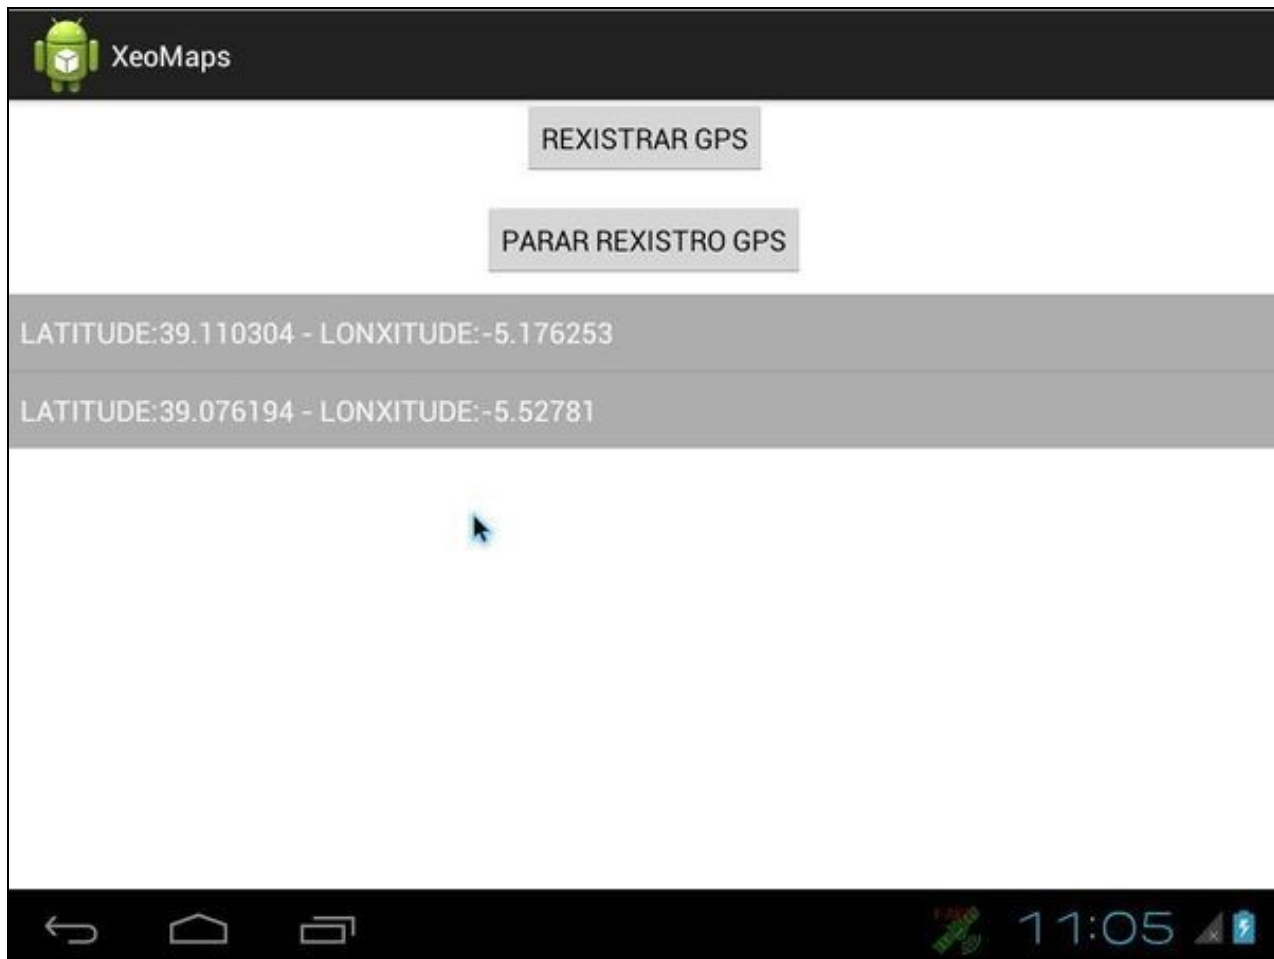 XeoMaps
REXISTRAR GPS
PARAR REXISTRO GPS
LATITUDE:39.110304 - LONXITUDE:-5.176253
LATITUDE:39.076194 - LONXITUDE:-5.52781
FAKE
11:05